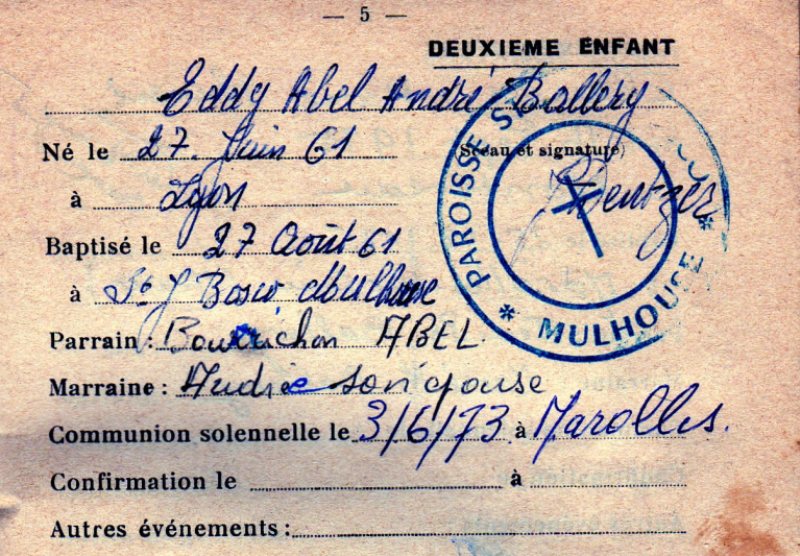 — 5 —
DEUXIEME ENFANT
Eddy Abel André Ballery
Né le 27 Juin 61
(Sceau et signature)
à Lyon
Baptisé le 27 Août 61
à St J Bosco Mulhouse
PAROISSE ST
* MULHOUSE *
Parrain : Bourrichon ABEL
Marraine : Andrée son épouse
Communion solennelle le 3/6/73 à Marolles.
Confirmation le à
Autres événements :